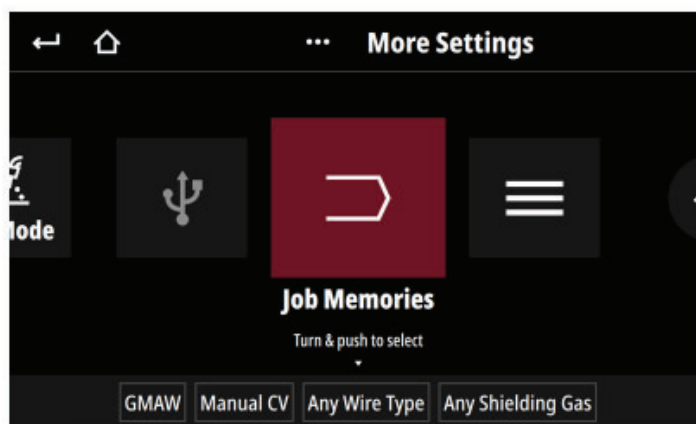 ••• More Settings
Job Memories
Turn & push to select
GMAW Manual CV Any Wire Type Any Shielding Gas